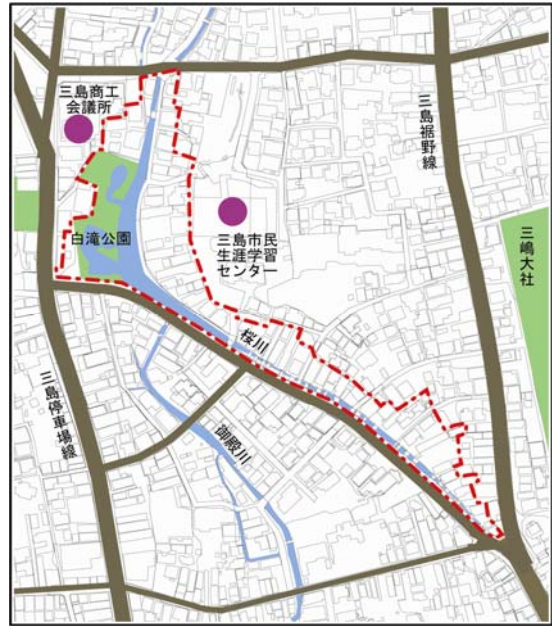 三島商工
会議所
三島裾野線
三島市民
生涯学習
センター
三嶋大社
白滝公園
桜川
三島停車場線
御殿川